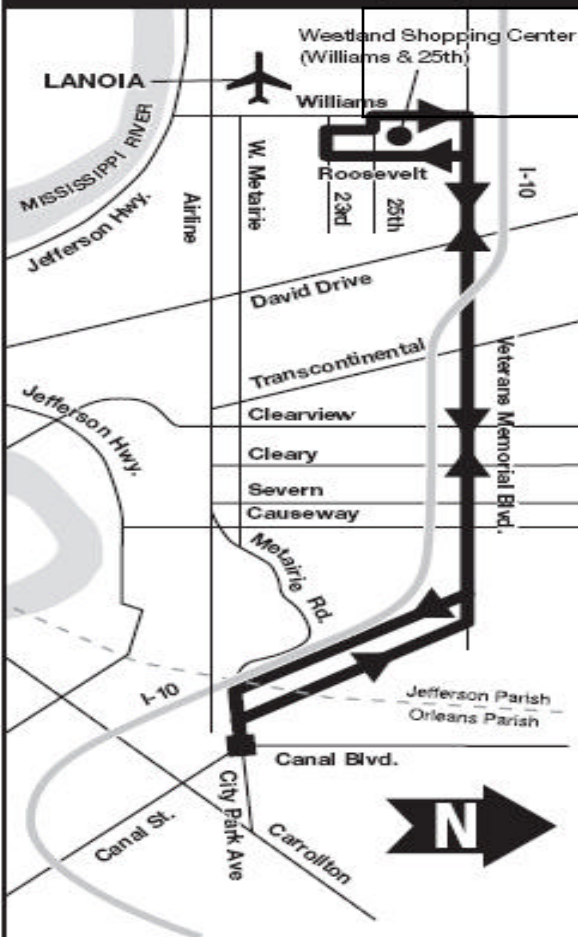 Westland Shopping Center
(Williams & 25th)
LANOIA
Williams
MISSISSIPPI RIVER
Jefferson Hwy.
Airline
W. Metairie
Roosevelt
23rd
25th
I-10
David Drive
Transcontinental
Veterans Memorial Blvd.
Jefferson Hwy.
Clearview
Cleary
Severn
Causeway
Metairie Rd.
I-10
Jefferson Parish
Orleans Parish
Canal Blvd.
Canal St.
City Park Ave
Carrollton
N